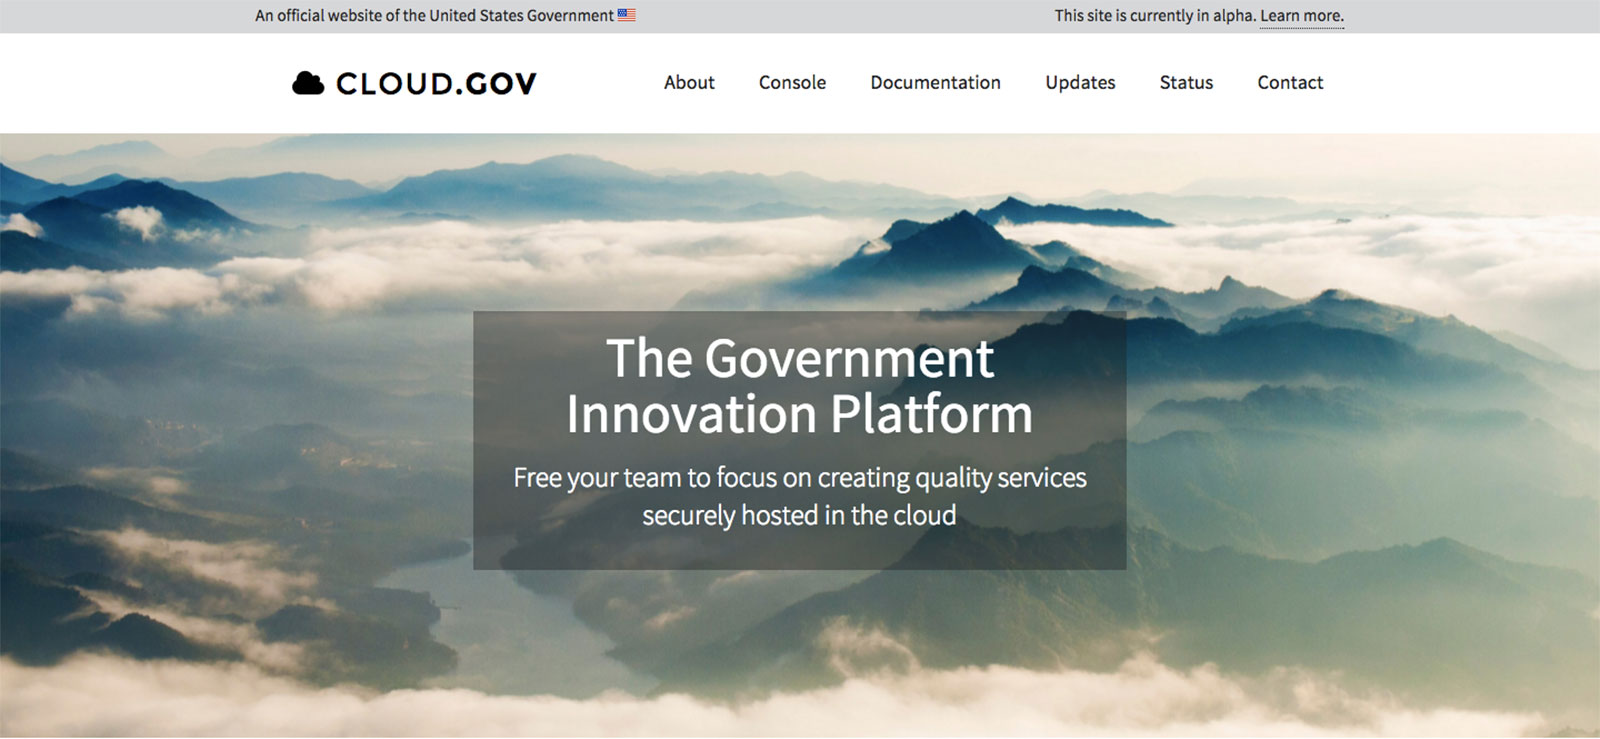 An official website of the United States Government
This site is currently in alpha. Learn more.
CLOUD.GOV
About
Console
Documentation
Updates
Status
Contact
The Government
Innovation Platform
Free your team to focus on creating quality services
securely hosted in the cloud